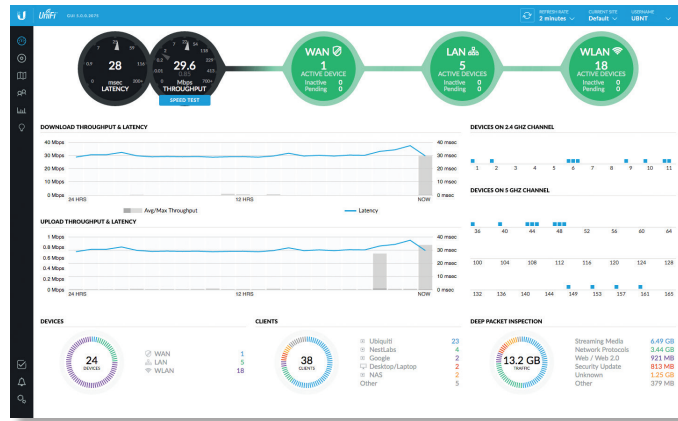 U UniFi GUI: 5.0.0.2075
REFRESH RATE
2 minutes
CURRENT SITE
Default
USERNAME
UBNT
28
msec
LATENCY
29.6
0.85
Mbps
THROUGHPUT
SPEED TEST
WAN
1
ACTIVE DEVICE
Inactive 0
Pending 0
LAN
5
ACTIVE DEVICES
Inactive 0
Pending 0
WLAN
18
ACTIVE DEVICES
Inactive 0
Pending 0
DOWNLOAD THROUGHPUT & LATENCY
40 Mbps 40 msec
30 Mbps 30 msec
20 Mbps 20 msec
10 Mbps 10 msec
0 Mbps 0 msec
24 HRS 12 HRS NOW
Avg/Max Throughput Latency
UPLOAD THROUGHPUT & LATENCY
1 Mbps 40 msec
0.8 Mbps
0.6 Mbps 30 msec
0.4 Mbps 20 msec
0.2 Mbps 10 msec
0 Mbps 0 msec
24 HRS 12 HRS NOW
DEVICES ON 2.4 GHZ CHANNEL
1 2 3 4 5 6 7 8 9 10 11
DEVICES ON 5 GHZ CHANNEL
36 40 44 48 52 56 60 64
100 104 108 112 116 120 124 128
132 136 140 144 149 153 157 161 165
DEVICES
24
DEVICES
WAN 1
LAN 5
WLAN 18
CLIENTS
38
CLIENTS
Ubiquiti 23
NestLabs 4
Google 2
Desktop/Laptop 2
NAS 2
Other 5
DEEP PACKET INSPECTION
13.2 GB
TRAFFIC
Streaming Media 6.49 GB
Network Protocols 3.44 GB
Web / Web 2.0 921 MB
Security Update 813 MB
Unknown 1.25 GB
Other 379 MB